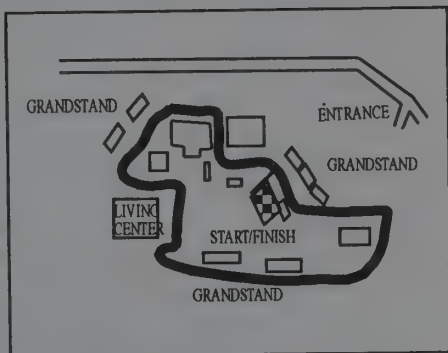 GRANDSTAND
ENTRANCE
GRANDSTAND
LIVING
CENTER
START/FINISH
GRANDSTAND